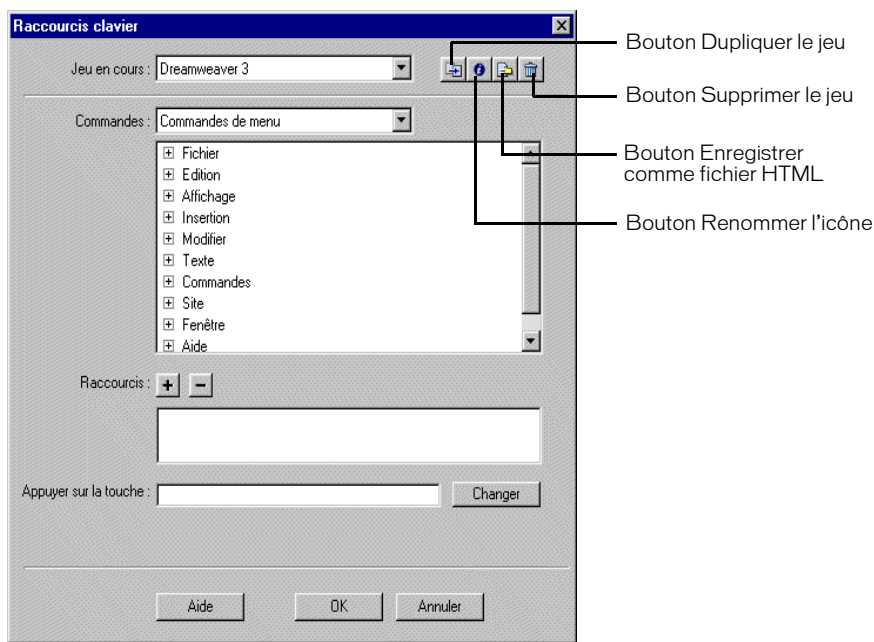 Raccourcis clavier
Jeu en cours : Dreamweaver 3
Bouton Dupliquer le jeu
Bouton Supprimer le jeu
Commandes : Commandes de menu
Bouton Enregistrer
comme fichier HTML
Bouton Renommer l'icône
Fichier
Edition
Affichage
Insertion
Modifier
Texte
Commandes
Site
Fenêtre
Aide
Raccourcis :
Appuyer sur la touche : Changer
Aide OK Annuler